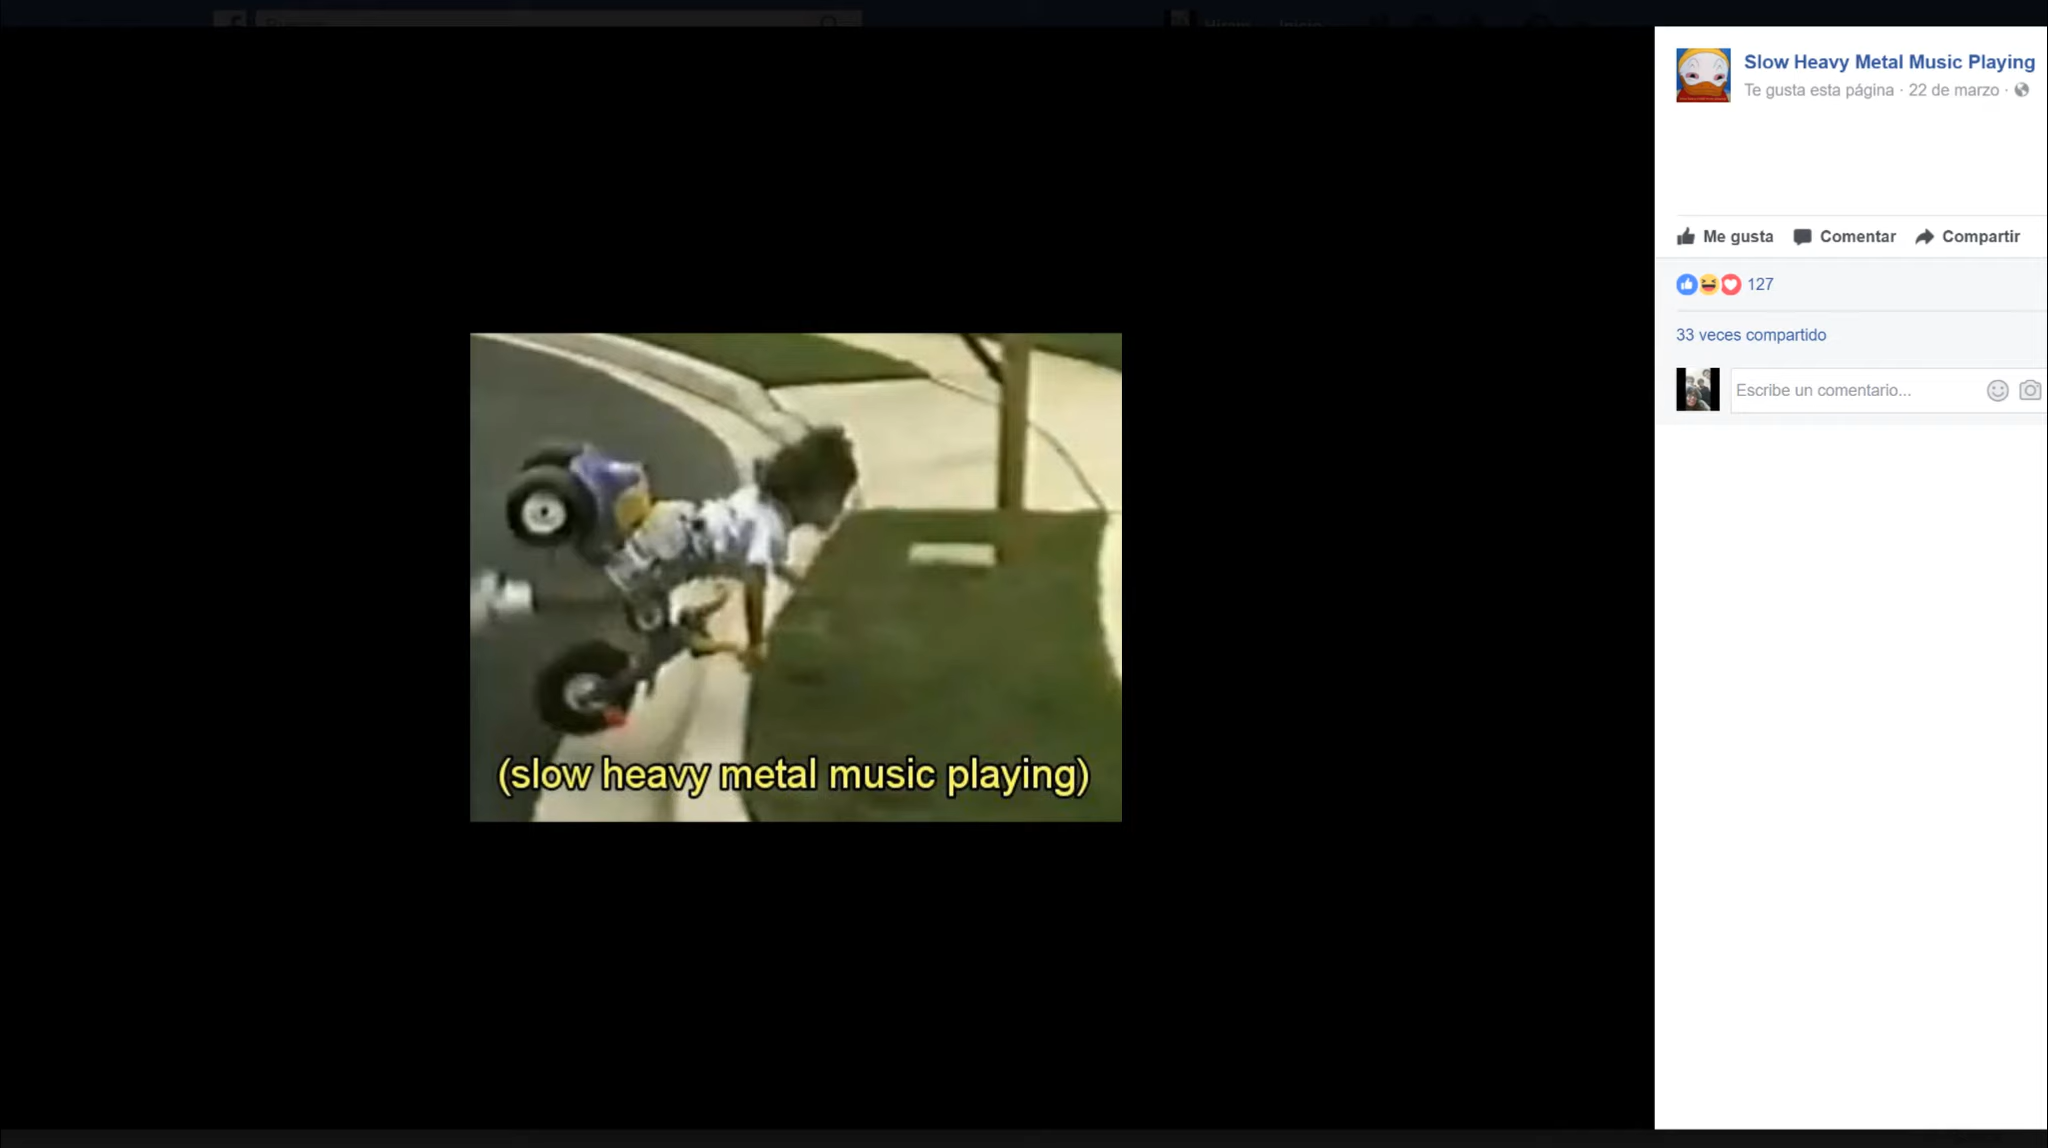 Inicio
Slow Heavy Metal Music Playing
Te gusta esta página · 22 de marzo ·
Me gusta Comentar Compartir
127
33 veces compartido
Escribe un comentario...
(slow heavy metal music playing)